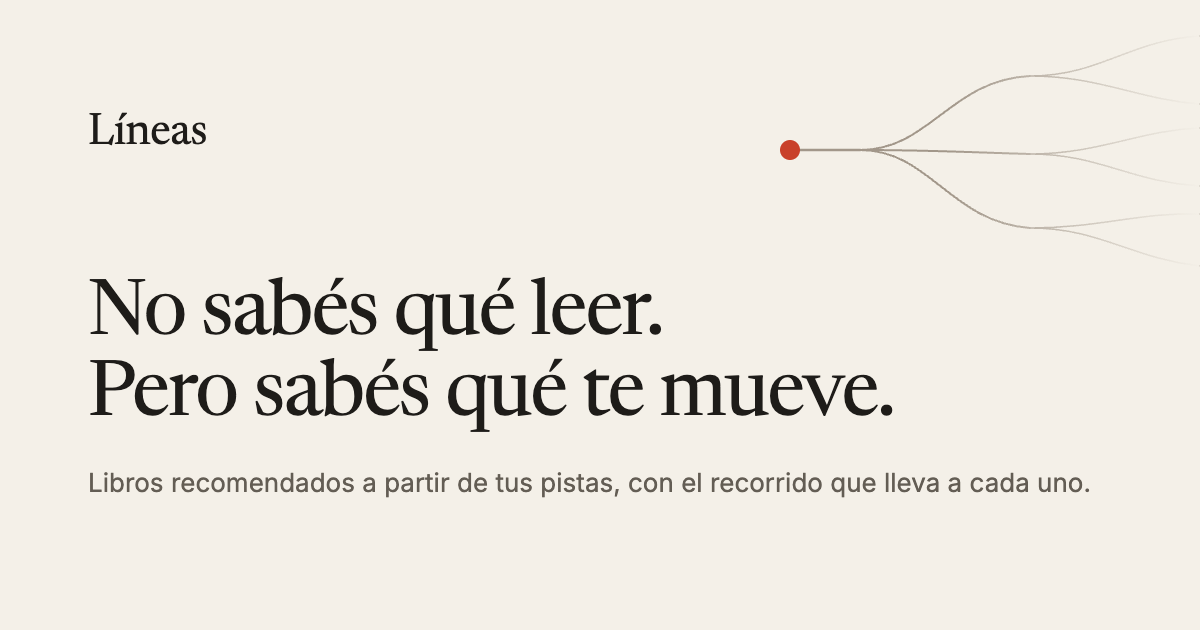 Líneas
No sabés qué leer.
Pero sabés qué te mueve.
Libros recomendados a partir de tus pistas, con el recorrido que lleva a cada uno.